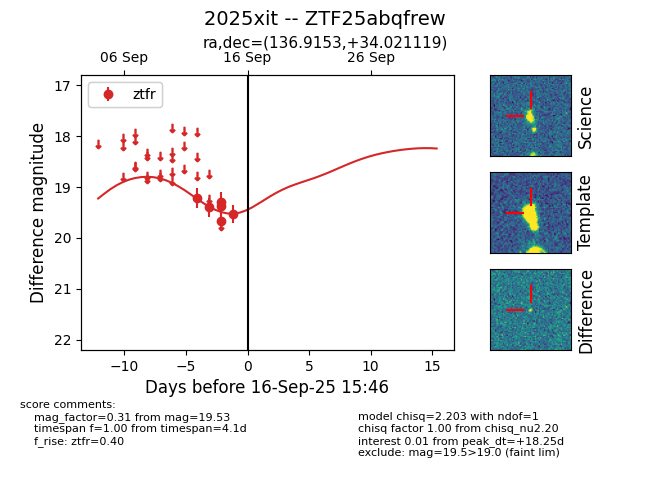 2025xit -- ZTF25abqfrew
ra,dec=(136.9153,+34.021119)
06 Sep
16 Sep
26 Sep
ztfr
17
18
19
20
21
22
Difference magnitude
−10
−5
0
5
10
15
Days before 16-Sep-25 15:46
Science
Template
Difference
score comments:
mag_factor=0.31 from mag=19.53
timespan f=1.00 from timespan=4.1d
f_rise: ztfr=0.40
model chisq=2.203 with ndof=1
chisq factor 1.00 from chisq_nu2.20
interest 0.01 from peak_dt=+18.25d
exclude: mag=19.5>19.0 (faint lim)